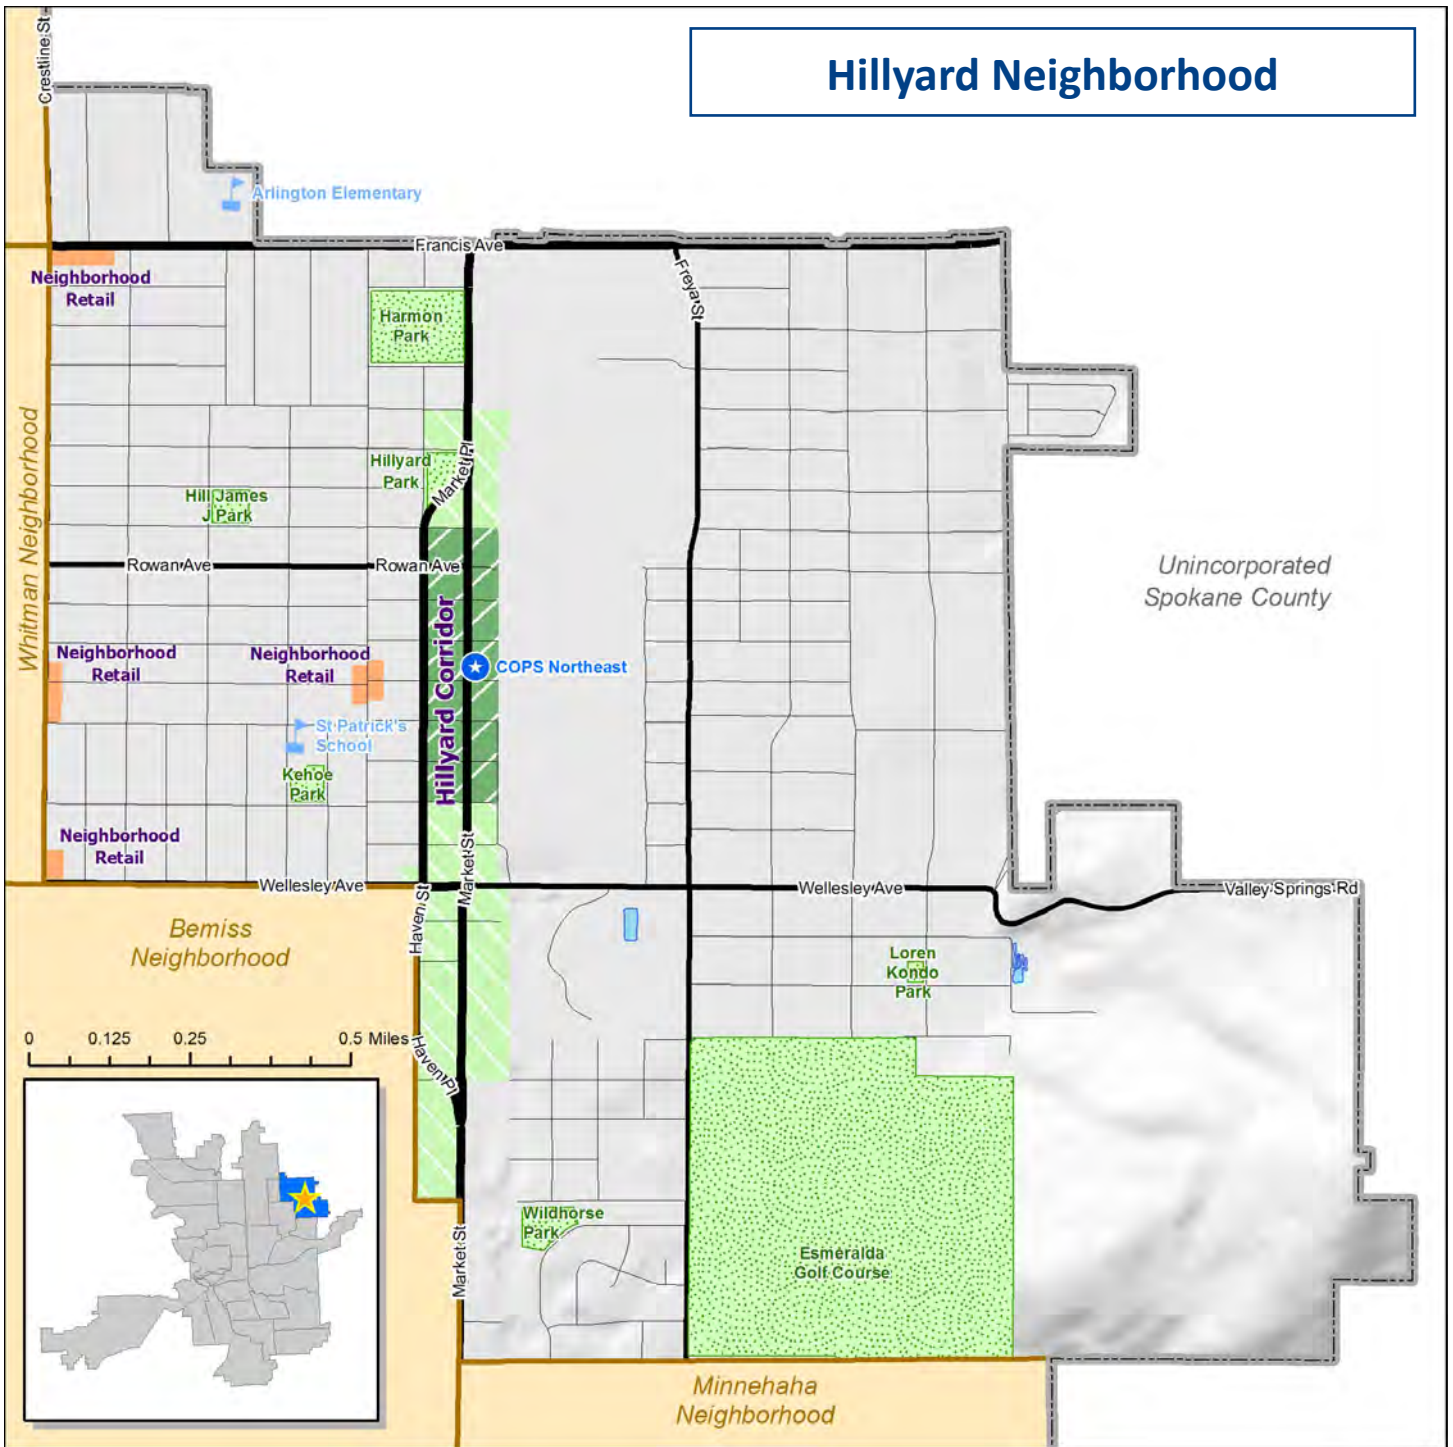 Hillyard Neighborhood
Crestline St
Arlington Elementary
Francis Ave
Neighborhood
Retail
Freya St
Harmon
Park
Whitman Neighborhood
Hillyard
Park
Market Pl
Hill James
J Park
Rowan Ave
Rowan Ave
Unincorporated
Spokane County
Hillyard Corridor
Neighborhood
Retail
Neighborhood
Retail
COPS Northeast
St Patrick's
School
Kehoe
Park
Neighborhood
Retail
Market St
Wellesley Ave
Wellesley Ave
Valley Springs Rd
Haven St
Bemiss
Neighborhood
Loren
Kondo
Park
0 0.125 0.25 0.5 Miles
Haven Pl
Wildhorse
Park
Market St
Esmeralda
Golf Course
Minnehaha
Neighborhood